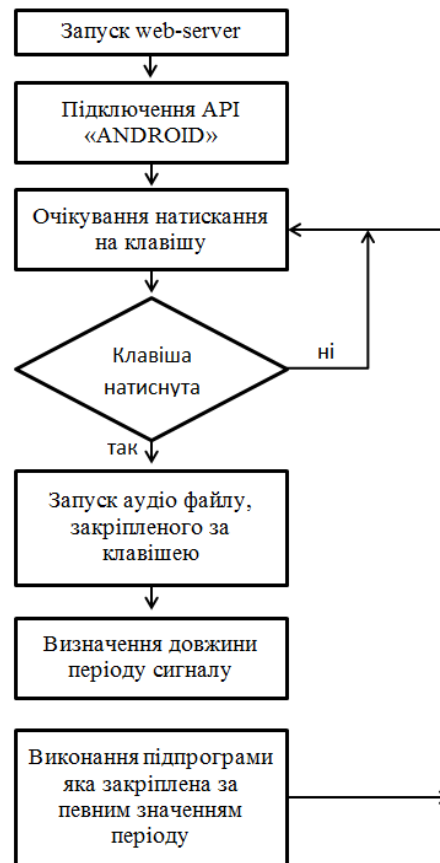 Запуск web-server
Підключення API
«ANDROID»
Очікування натискання
на клавішу
Клавіша
натиснута
ні
так
Запуск аудіо файлу,
закріпленого за
клавішею
Визначення довжини
періоду сигналу
Виконання підпрограми
яка закріплена за
певним значенням
періоду